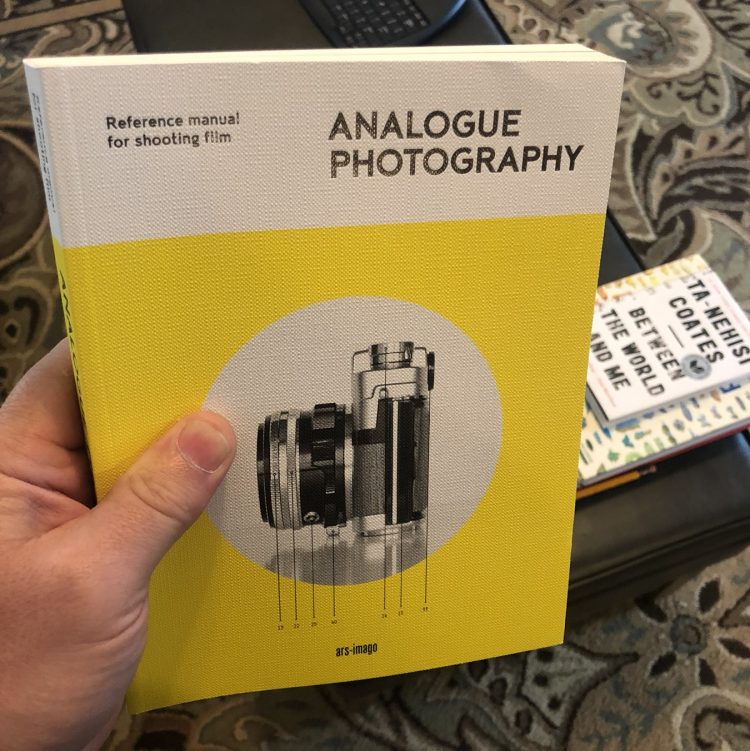 Reference manual
for shooting film
ANALOGUE
PHOTOGRAPHY
ars-imago
TA-NEHISI
COATES
BETWEEN
THE WORLD
AND ME